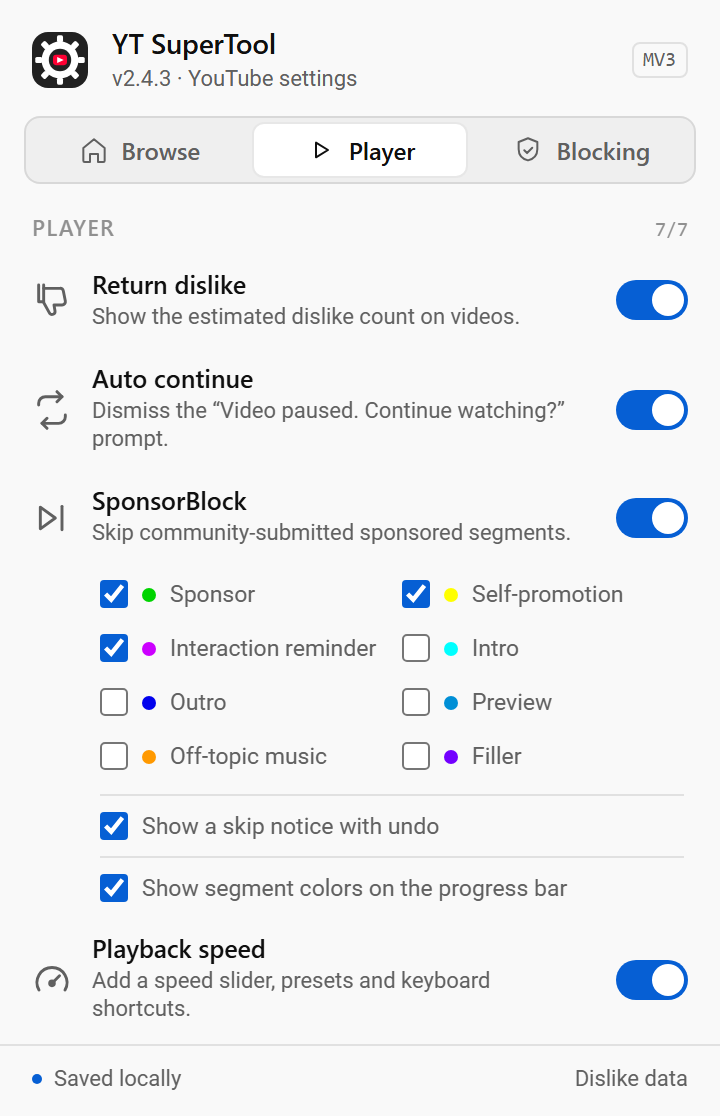 YT SuperTool
v2.4.3 · YouTube settings
MV3
Browse
Player
Blocking
PLAYER
7/7
Return dislike
Show the estimated dislike count on videos.
Auto continue
Dismiss the “Video paused. Continue watching?”
prompt.
SponsorBlock
Skip community-submitted sponsored segments.
Sponsor
Self-promotion
Interaction reminder
Intro
Outro
Preview
Off-topic music
Filler
Show a skip notice with undo
Show segment colors on the progress bar
Playback speed
Add a speed slider, presets and keyboard
shortcuts.
Saved locally
Dislike data